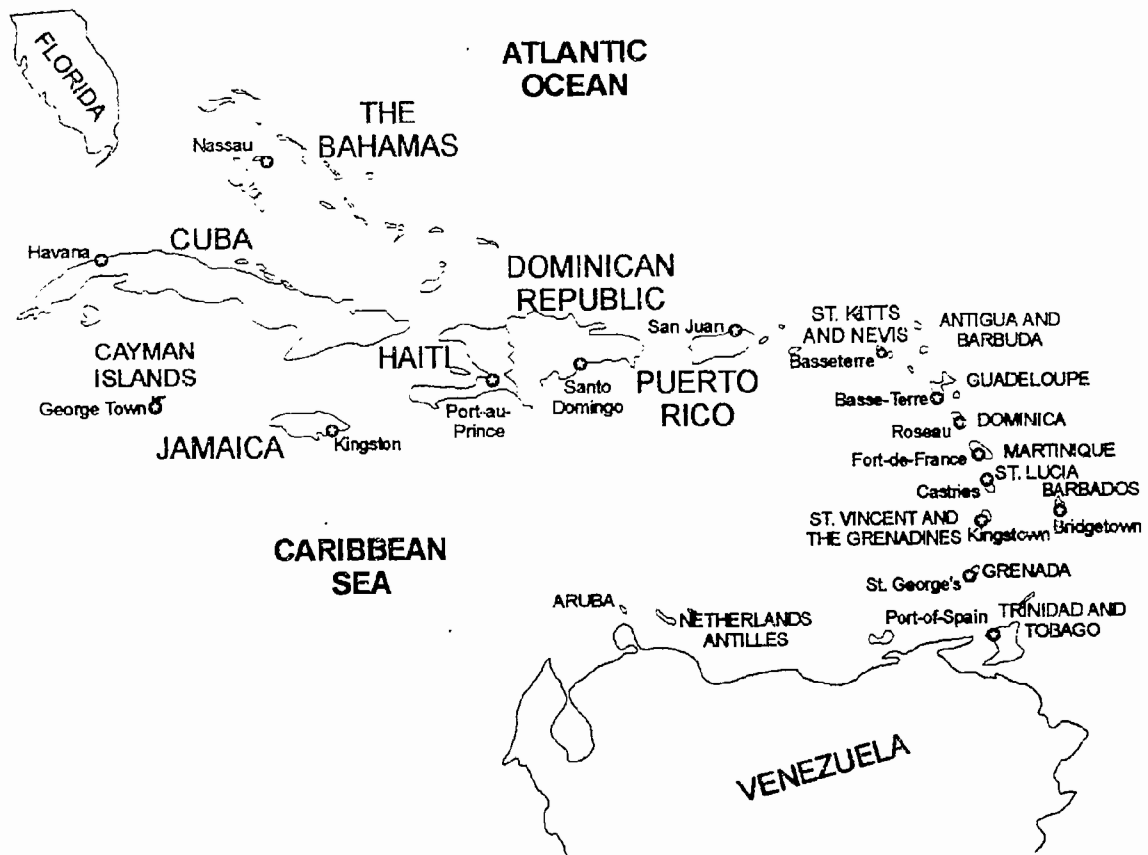 FLORIDA
ATLANTIC
OCEAN
THE
BAHAMAS
Nassau
Havana
CUBA
DOMINICAN
REPUBLIC
San Juan
ST. KITTS
AND NEVIS
Basseterre
ANTIGUA AND
BARBUDA
CAYMAN
ISLANDS
George Town
HAITI
Port-au-
Prince
Santo
Domingo
PUERTO
RICO
GUADELOUPE
Basse-Terre
DOMINICA
Roseau
JAMAICA
Kingston
MARTINIQUE
Fort-de-France
ST. LUCIA
Castries
BARBADOS
Bridgetown
ST. VINCENT AND
THE GRENADINES
Kingstown
CARIBBEAN
SEA
St. George's
GRENADA
ARUBA
NETHERLANDS
ANTILLES
Port-of-Spain
TRINIDAD AND
TOBAGO
VENEZUELA